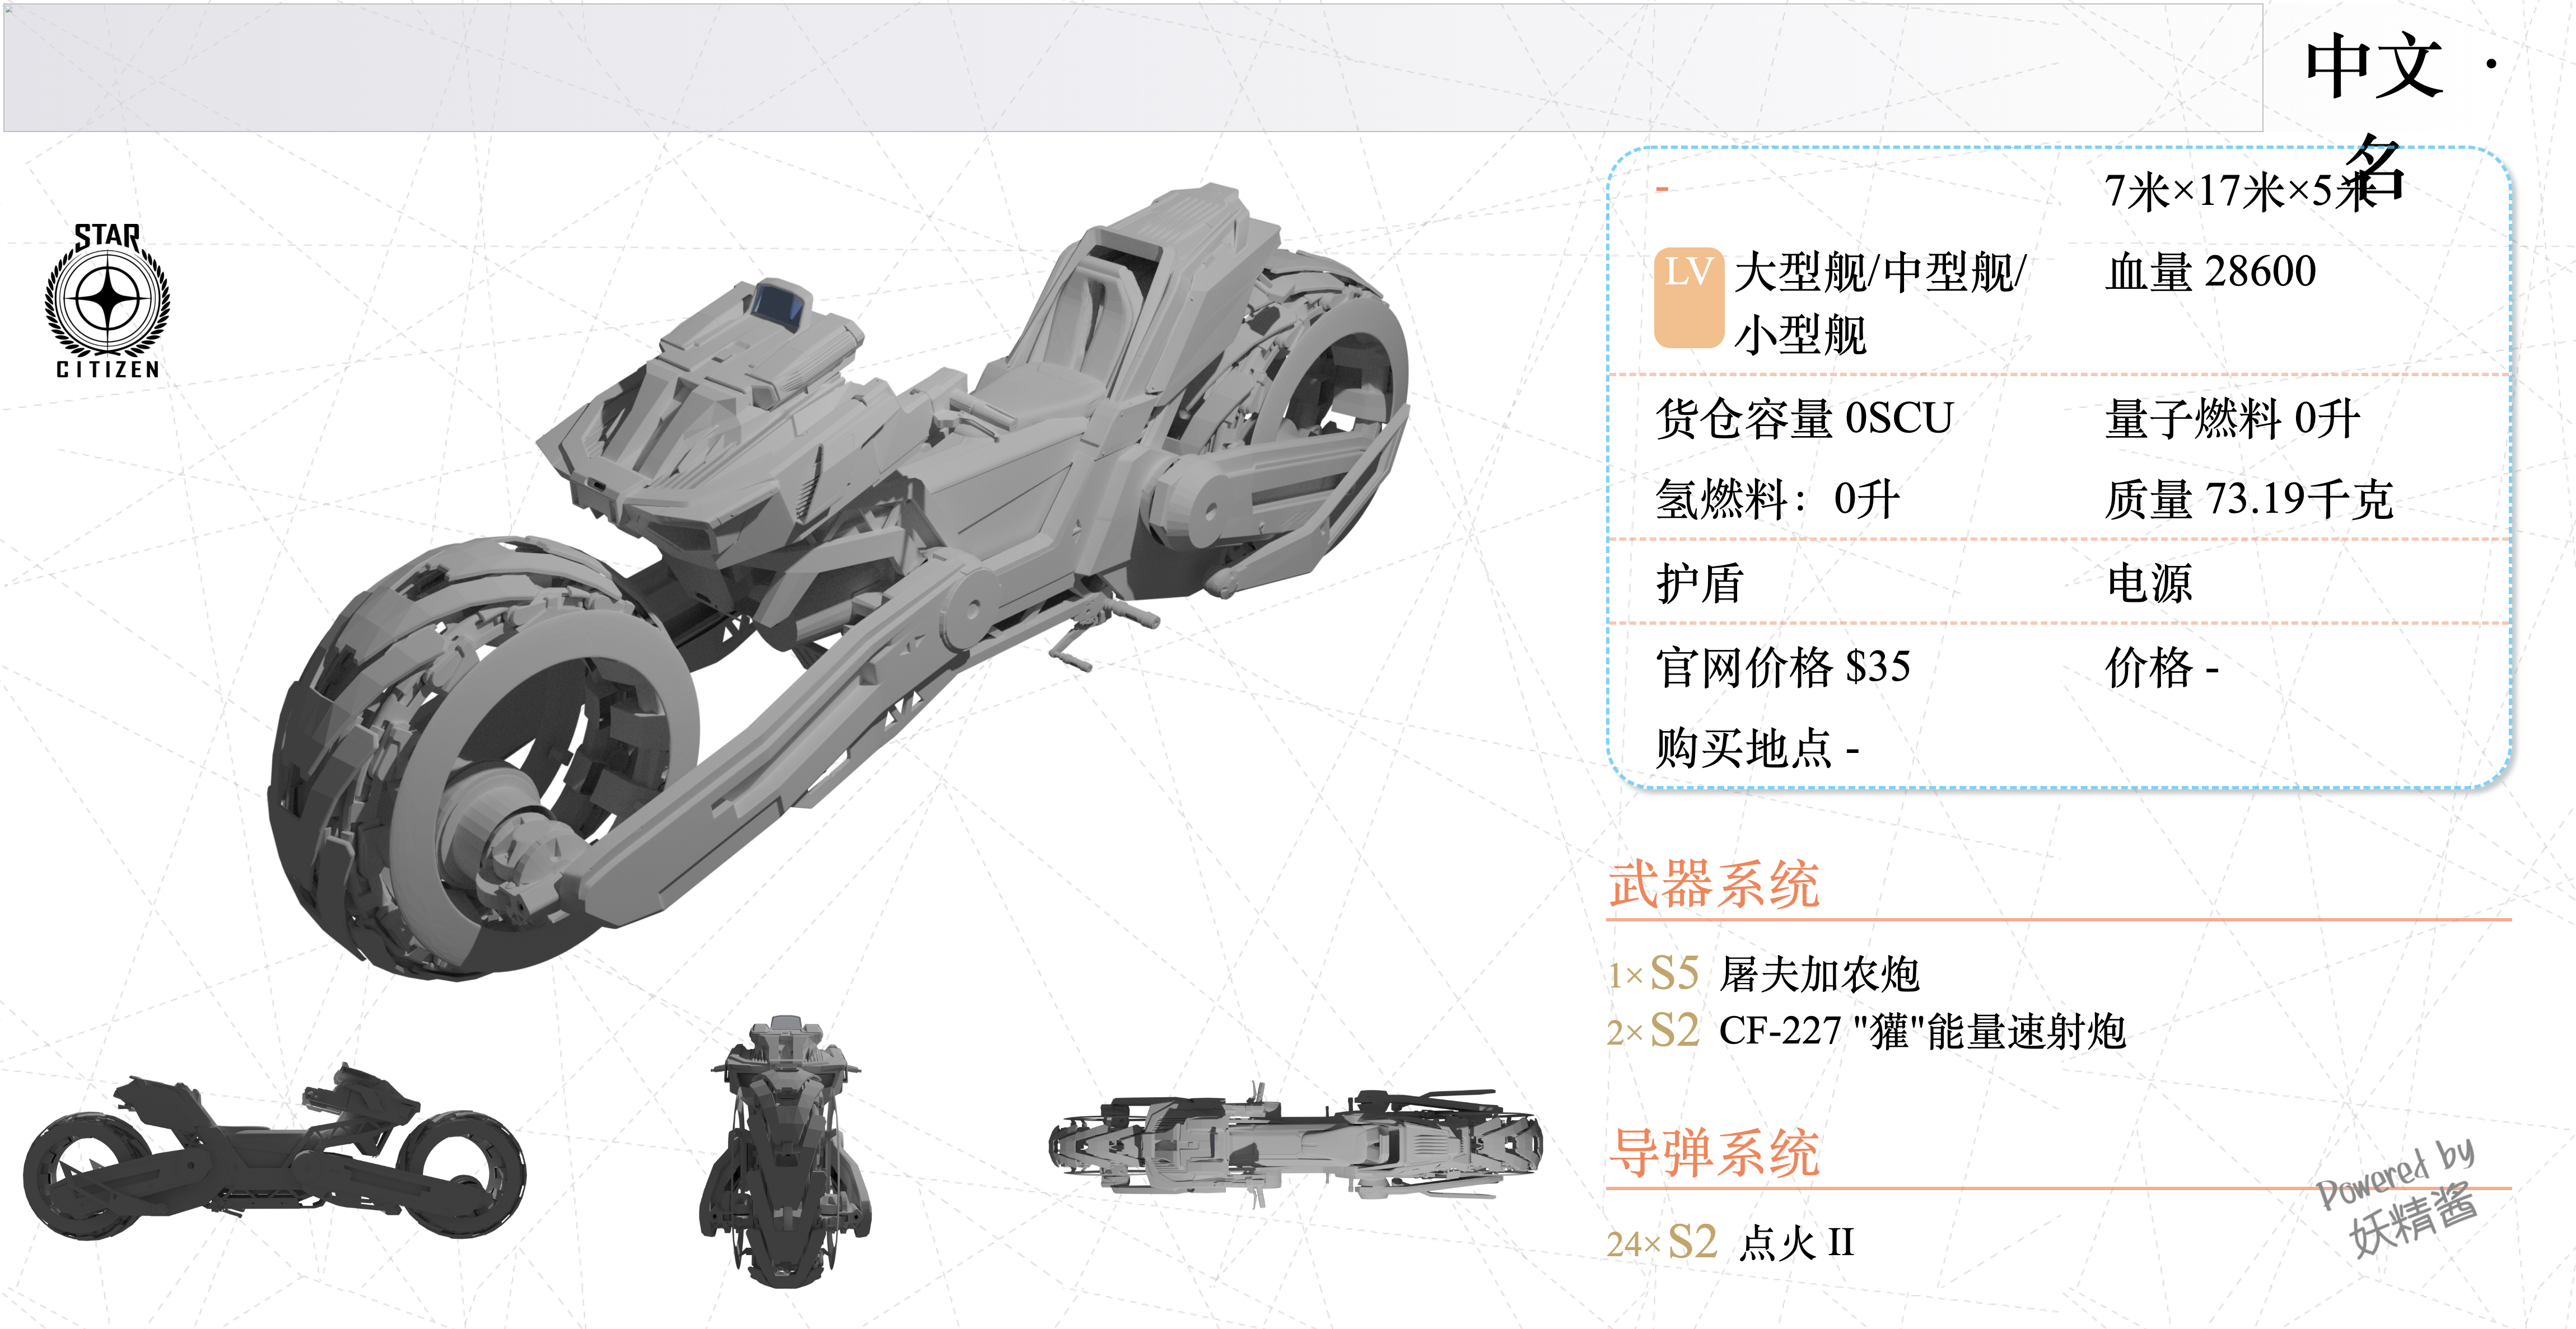 中文 ·
名
STAR
CITIZEN
-
7米×17米×5米
LV 大型舰/中型舰/
小型舰
血量 28600
货仓容量 0SCU
量子燃料 0升
氢燃料：0升
质量 73.19千克
护盾
电源
官网价格 $35
价格 -
购买地点 -
武器系统
1× S5 屠夫加农炮
2× S2 CF-227 "獾"能量速射炮
导弹系统
24× S2 点火 II
Powered by
妖精酱